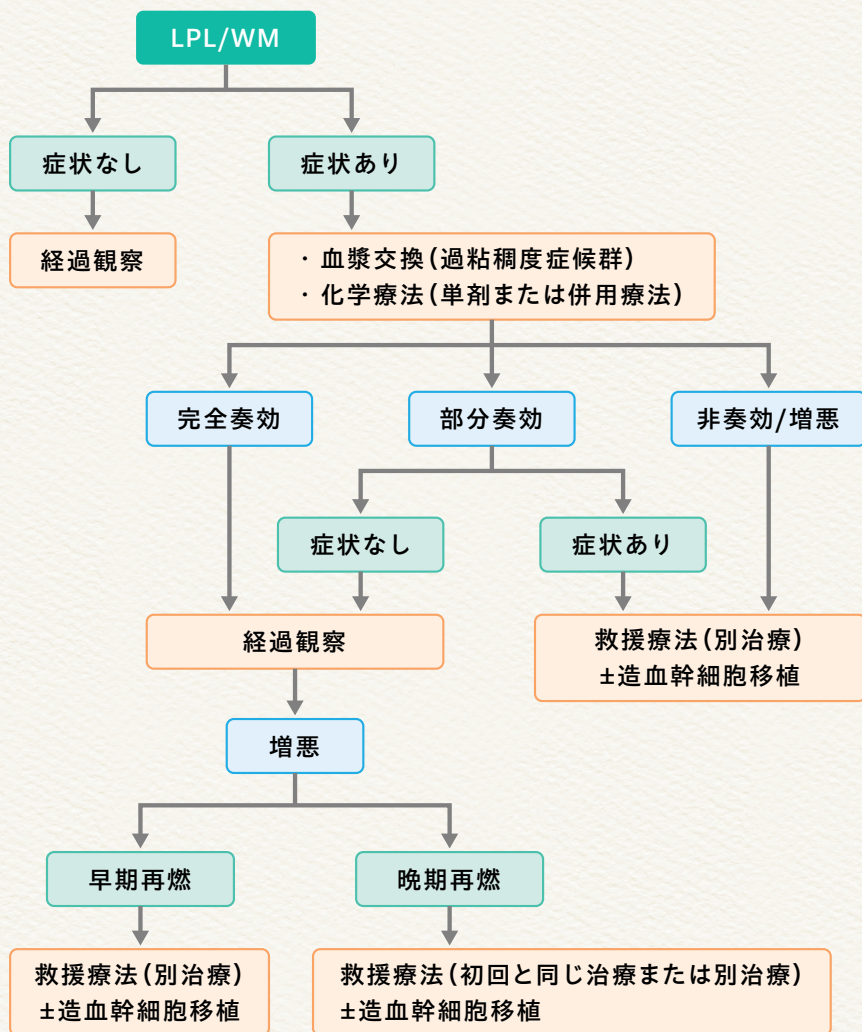 LPL/WM
症状なし
症状あり
経過観察
・血漿交換(過粘稠度症候群)
・化学療法(単剤または併用療法)
完全奏効
部分奏効
非奏効/増悪
症状なし
症状あり
経過観察
救援療法(別治療)
±造血幹細胞移植
増悪
早期再燃
晩期再燃
救援療法(別治療)
±造血幹細胞移植
救援療法(初回と同じ治療または別治療)
±造血幹細胞移植